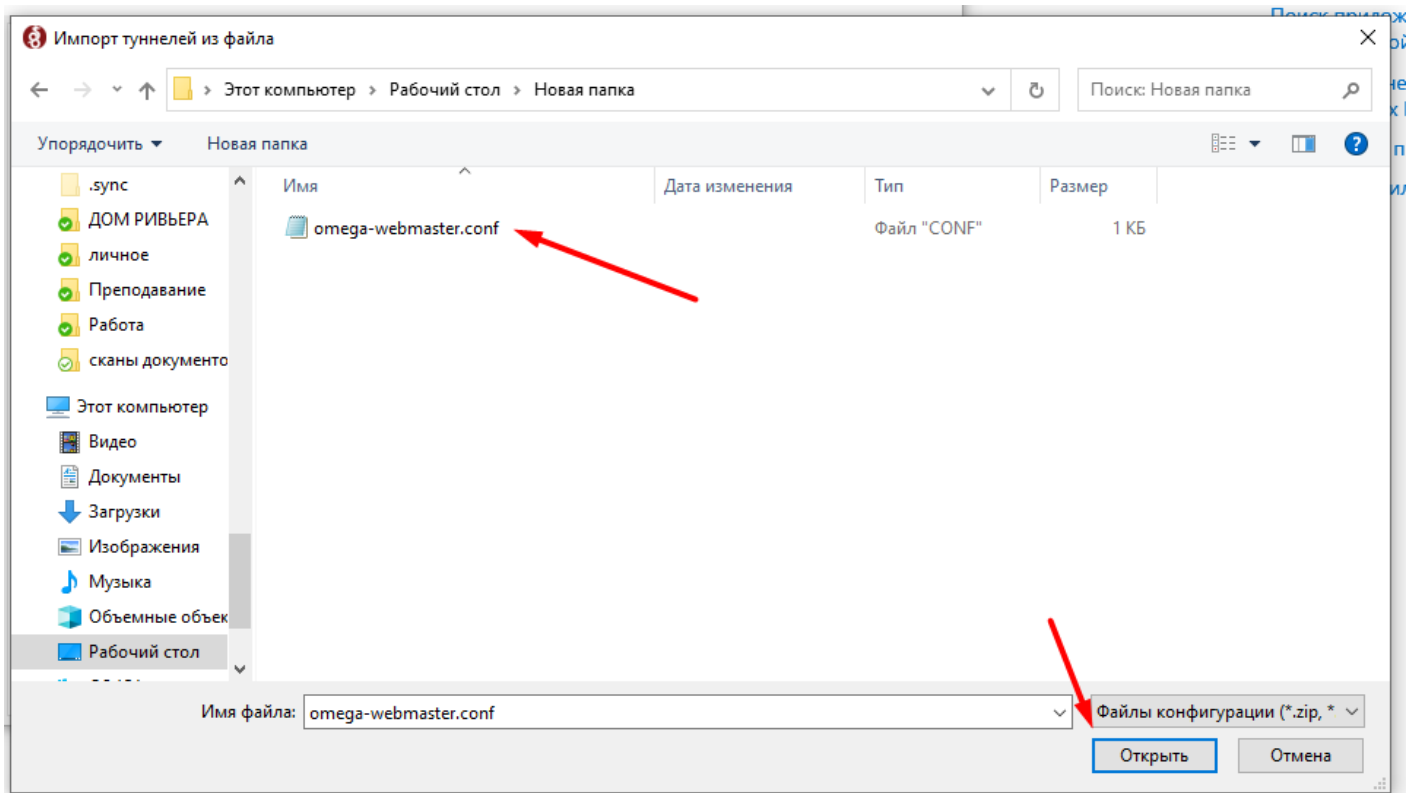 Поиск прилож
Импорт туннелей из файла
Этот компьютер > Рабочий стол > Новая папка
Поиск: Новая папка
Упорядочить
Новая папка
Имя
Дата изменения
Тип
Размер
.sync
ДОМ РИВЬЕРА
личное
Преподавание
Работа
сканы документо
omega-webmaster.conf
Файл "CONF"
1 КБ
Этот компьютер
Видео
Документы
Загрузки
Изображения
Музыка
Объемные объек
Рабочий стол
Имя файла:
omega-webmaster.conf
Файлы конфигурации (*.zip, *.
Открыть
Отмена